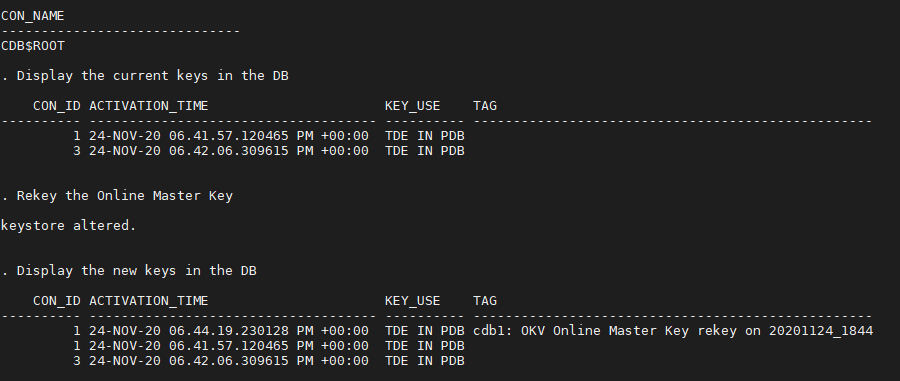 CON_NAME
------------------------------
CDB$ROOT
. Display the current keys in the DB
    CON_ID ACTIVATION_TIME                      KEY_USE    TAG
---------- ------------------------------------ ---------- --------------------------------------------------
         1 24-NOV-20 06.41.57.120465 PM +00:00  TDE IN PDB
         3 24-NOV-20 06.42.06.309615 PM +00:00  TDE IN PDB
. Rekey the Online Master Key
keystore altered.
. Display the new keys in the DB
    CON_ID ACTIVATION_TIME                      KEY_USE    TAG
---------- ------------------------------------ ---------- --------------------------------------------------
         1 24-NOV-20 06.44.19.230128 PM +00:00  TDE IN PDB cdb1: OKV Online Master Key rekey on 20201124_1844
         1 24-NOV-20 06.41.57.120465 PM +00:00  TDE IN PDB
         3 24-NOV-20 06.42.06.309615 PM +00:00  TDE IN PDB